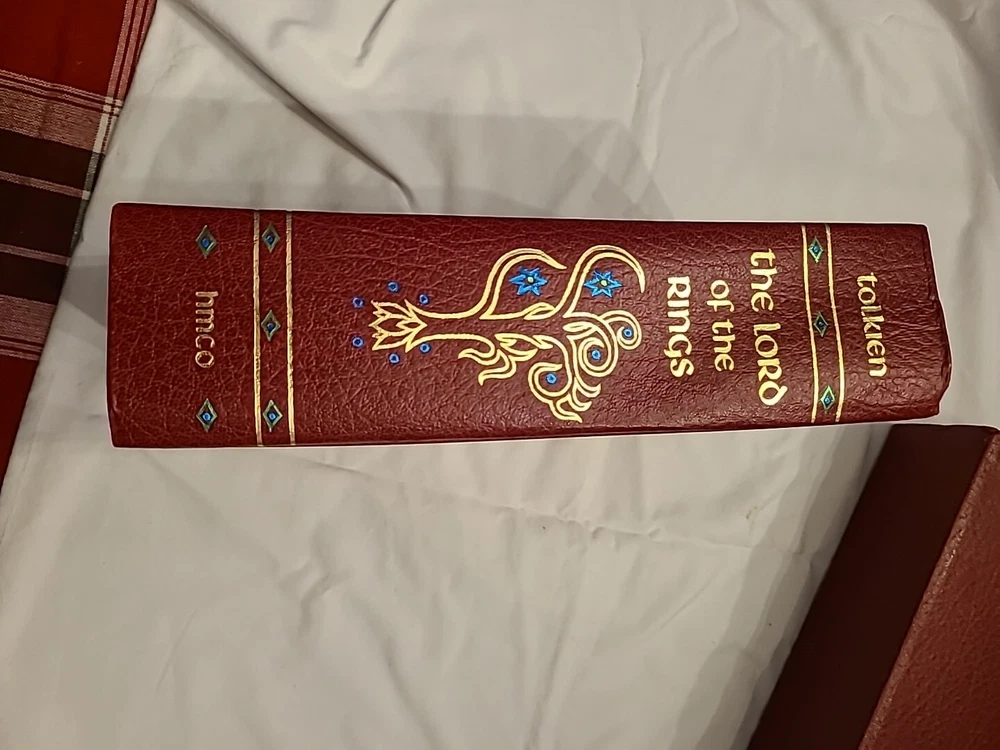 tolkien
the LORD
of the
RINGS
hmco